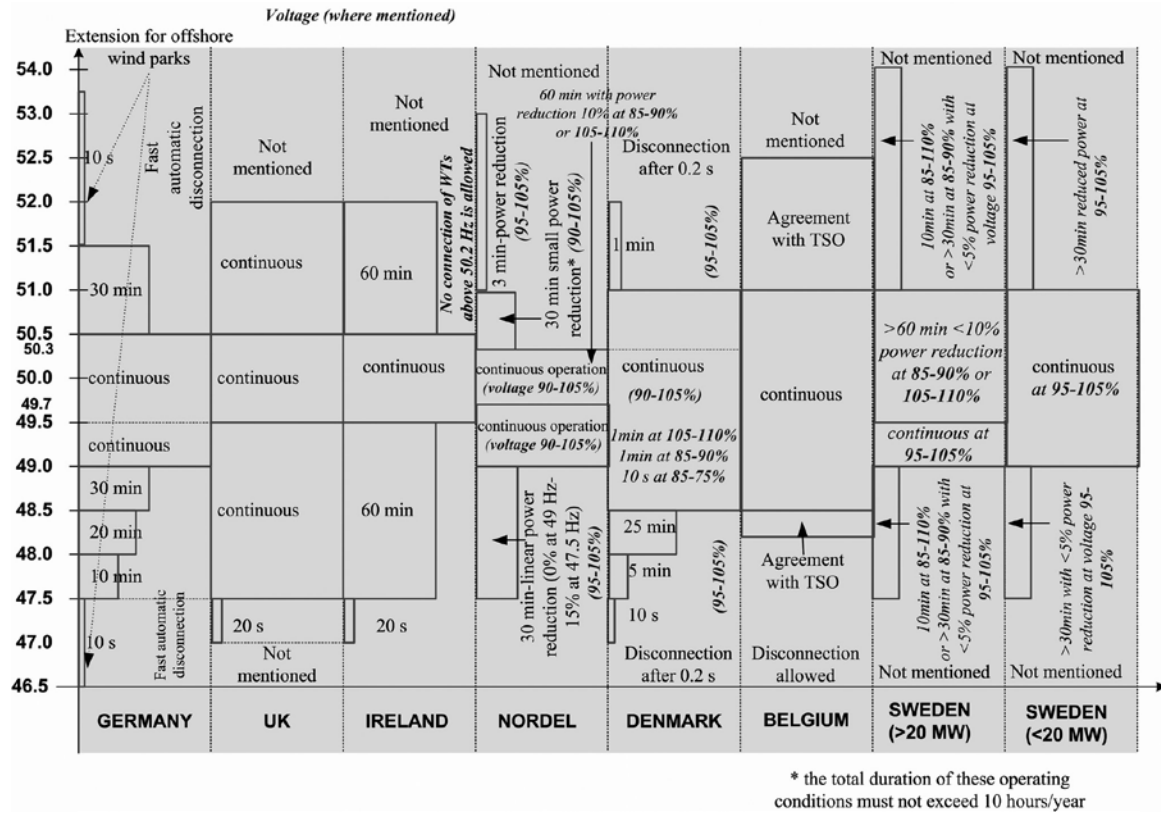 Voltage (where mentioned)
Extension for offshore
wind parks
54.0
53.0
52.5
52.0
51.5
51.0
50.5
50.3
50.0
49.7
49.5
49.0
48.5
48.0
47.5
47.0
46.5
10 s
Fast
automatic
disconnection
30 min
continuous
continuous
30 min
20 min
10 min
10 s
Fast automatic
disconnection
GERMANY
Not
mentioned
continuous
continuous
continuous
20 s
Not
mentioned
UK
Not
mentioned
60 min
No connection of WTs
above 50.2 Hz is allowed
continuous
60 min
20 s
IRELAND
Not mentioned
60 min with power
reduction 10% at 85-90%
or 105-110%
3 min-power reduction
(95-105%)
30 min small power
reduction* (90-105%)
continuous operation
(voltage 90-105%)
continuous operation
(voltage 90-105%)
30 min-linear power
reduction (0% at 49 Hz-
15% at 47.5 Hz)
(95-105%)
NORDEL
Disconnection
after 0.2 s
1 min
(95-105%)
continuous
(90-105%)
1min at 105-110%
1min at 85-90%
10 s at 85-75%
25 min
5 min
10 s
(95-105%)
Disconnection
after 0.2 s
DENMARK
Not
mentioned
Agreement
with TSO
continuous
Agreement
with TSO
Disconnection
allowed
BELGIUM
Not mentioned
10min at 85-110%
or >30min at 85-90% with
<5% power reduction at
voltage 95-105%
>60 min <10%
power reduction
at 85-90% or
105-110%
continuous at
95-105%
10min at 85-110%
or >30min at 85-90% with
<5% power reduction at
95-105%
Not mentioned
SWEDEN
(>20 MW)
Not mentioned
>30min reduced power at
95-105%
continuous
at 95-105%
>30min with <5% power
reduction at voltage 95-
105%
Not mentioned
SWEDEN
(<20 MW)
* the total duration of these operating
conditions must not exceed 10 hours/year